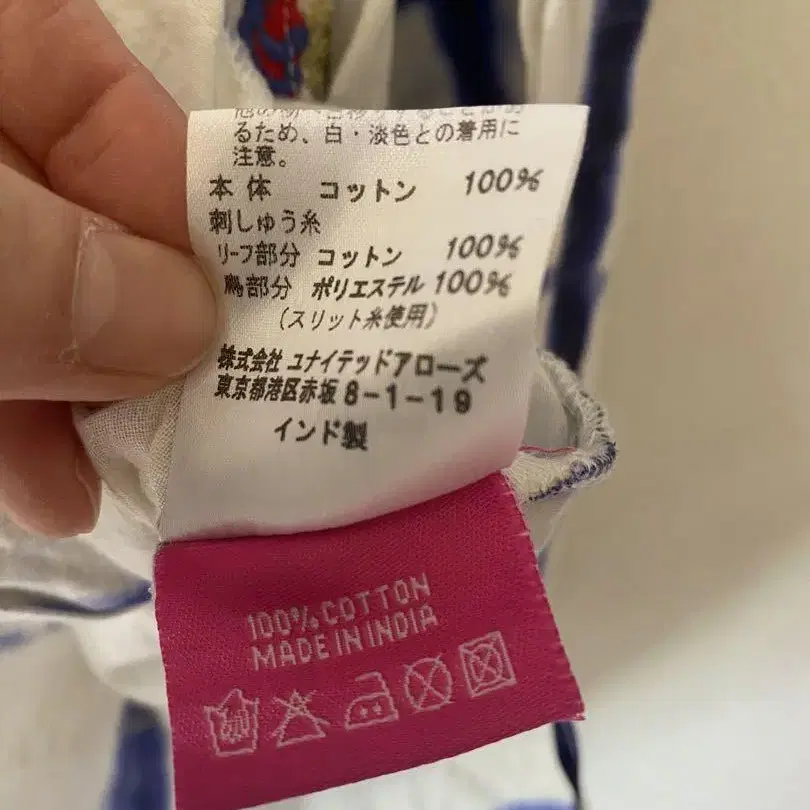 るため、白・淡色との着用に
注意。
本体 コットン 100%
刺しゅう糸
リーフ部分 コットン 100%
鳥部分 ポリエステル 100%
(スリット糸使用)
株式会社 ユナイテッドアローズ
東京都港区赤坂 8-1-19
インド製
100% COTTON
MADE IN INDIA